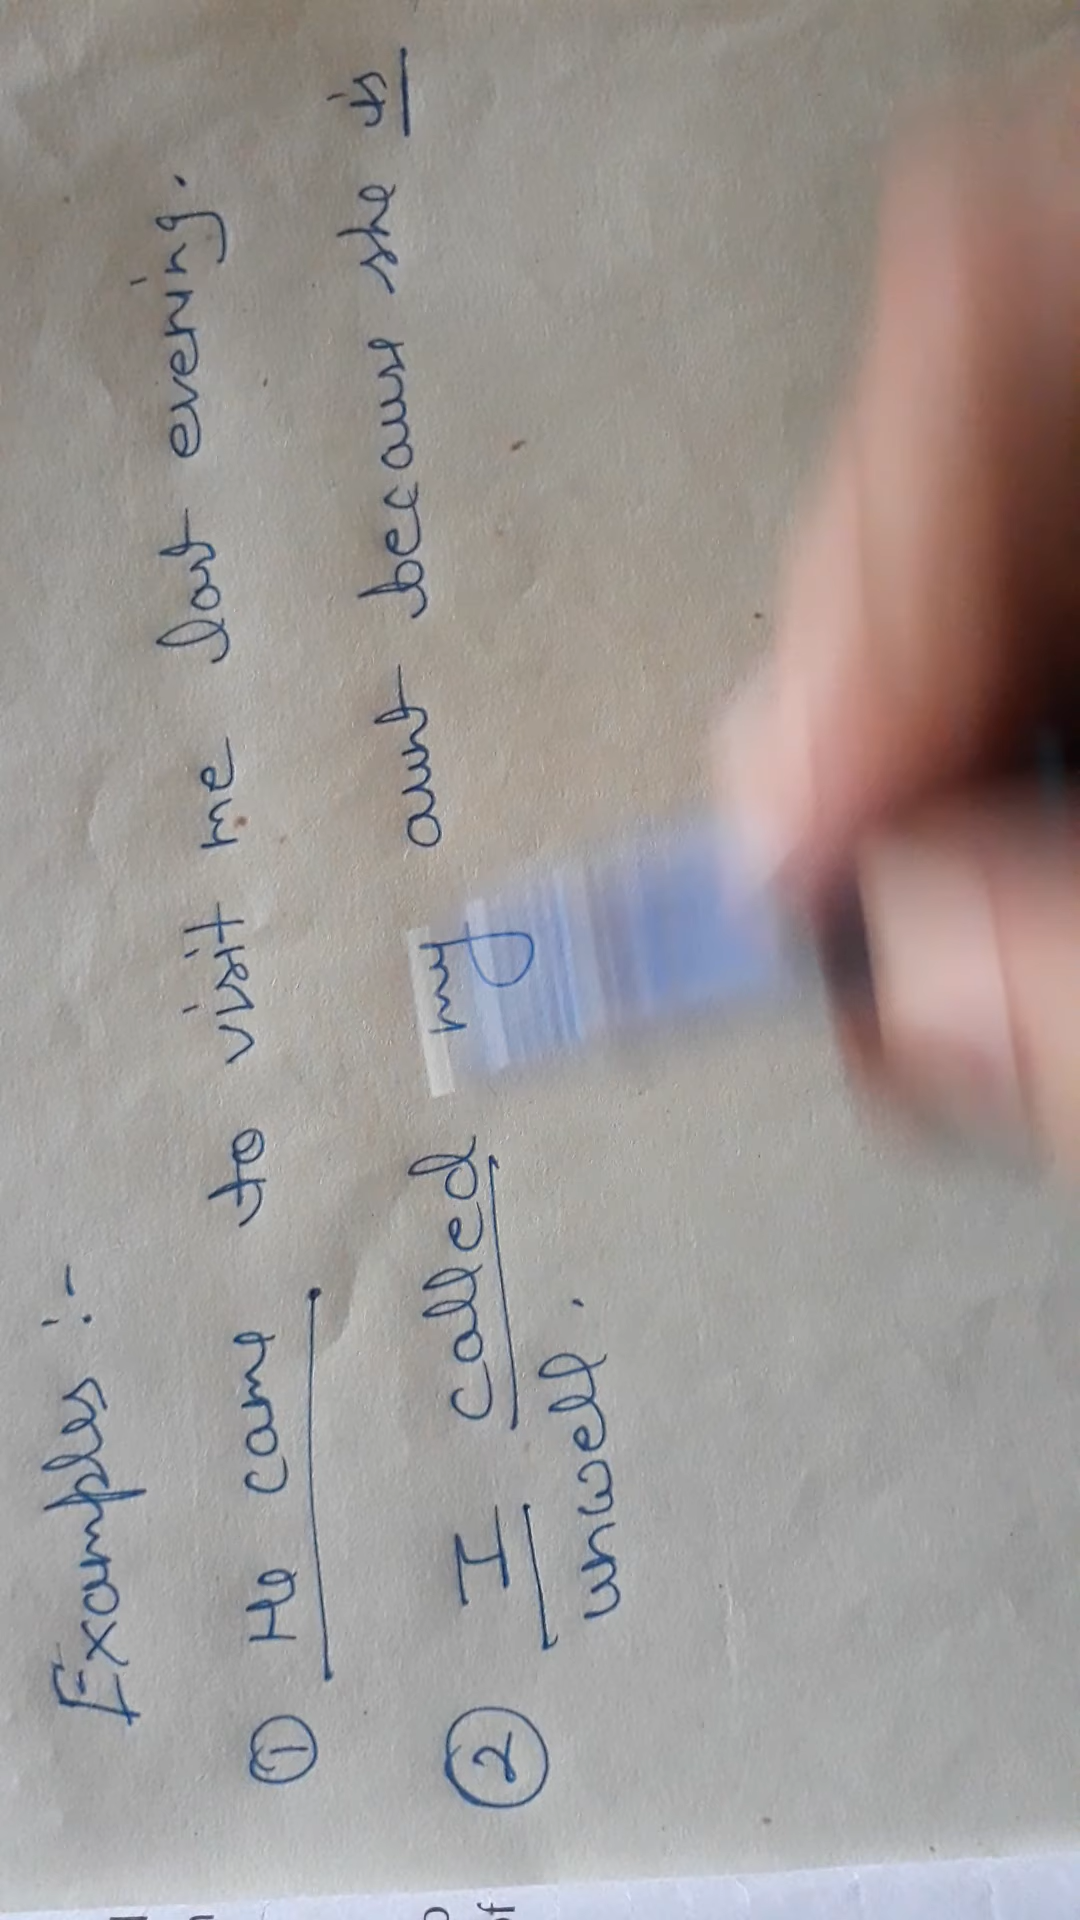 Examples :-
① He came to visit me last evening.
② I called my aunt because she is
unwell.